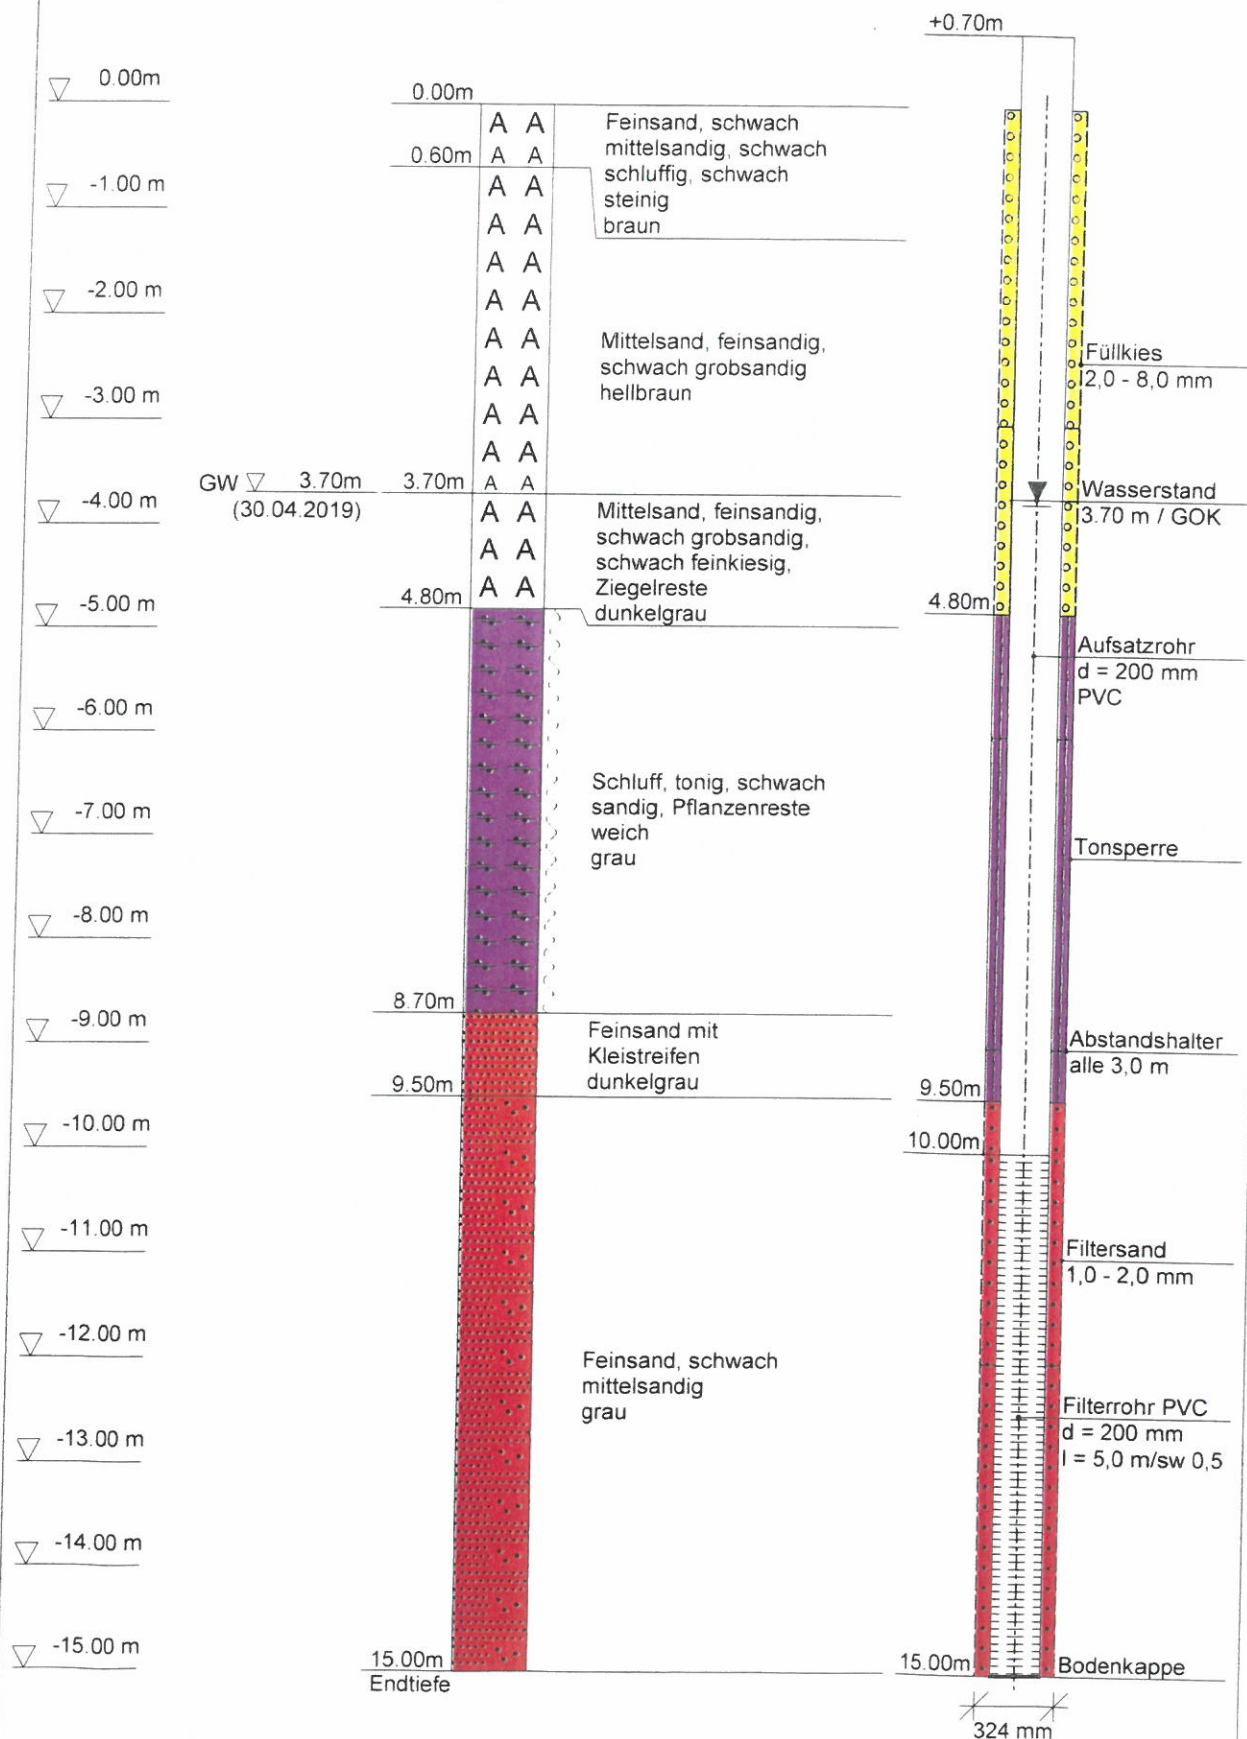 +0.70m
0.00m
-1.00 m
-2.00 m
-3.00 m
-4.00 m
-5.00 m
-6.00 m
-7.00 m
-8.00 m
-9.00 m
-10.00 m
-11.00 m
-12.00 m
-13.00 m
-14.00 m
-15.00 m
GW 3.70m
(30.04.2019)
0.00m
0.60m
3.70m
4.80m
8.70m
9.50m
15.00m
Endtiefe
A A
A A
A A
A A
A A
A A
A A
A A
A A
A A
A A
A A
A A
A A
Feinsand, schwach
mittelsandig, schwach
schluffig, schwach
steinig
braun
Mittelsand, feinsandig,
schwach grobsandig
hellbraun
Mittelsand, feinsandig,
schwach grobsandig,
schwach feinkiesig,
Ziegelreste
dunkelgrau
Schluff, tonig, schwach
sandig, Pflanzenreste
weich
grau
Feinsand mit
Kleistreifen
dunkelgrau
Feinsand, schwach
mittelsandig
grau
4.80m
9.50m
10.00m
15.00m
Füllkies
2,0 - 8,0 mm
Wasserstand
3.70 m / GOK
Aufsatzrohr
d = 200 mm
PVC
Tonsperre
Abstandshalter
alle 3,0 m
Filtersand
1,0 - 2,0 mm
Filterrohr PVC
d = 200 mm
l = 5,0 m/sw 0,5
Bodenkappe
324 mm